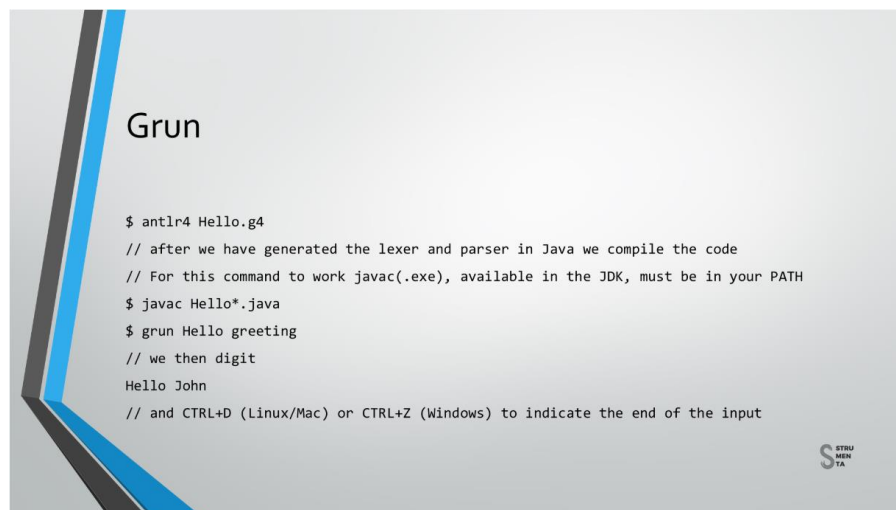 Grun
$ antlr4 Hello.g4
// after we have generated the lexer and parser in Java we compile the code
// For this command to work javac(.exe), available in the JDK, must be in your PATH
$ javac Hello*.java
$ grun Hello greeting
// we then digit
Hello John
// and CTRL+D (Linux/Mac) or CTRL+Z (Windows) to indicate the end of the input
STRU
MEN
TA